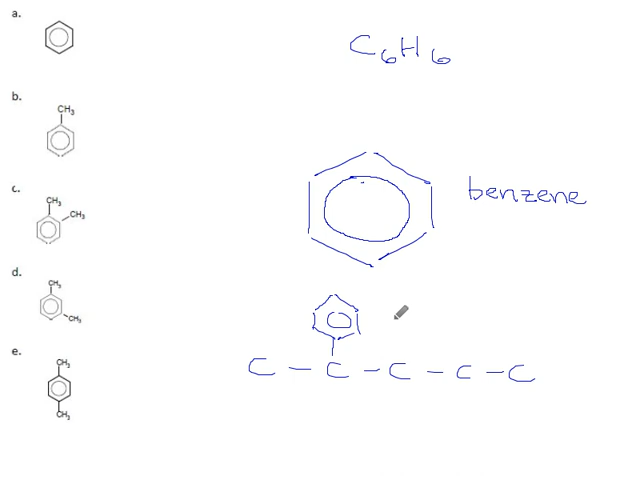 a.
C6H6
b.
CH3
benzene
c.
CH3
CH3
d.
CH3
CH3
e.
CH3
C - C - C - C - C
CH3